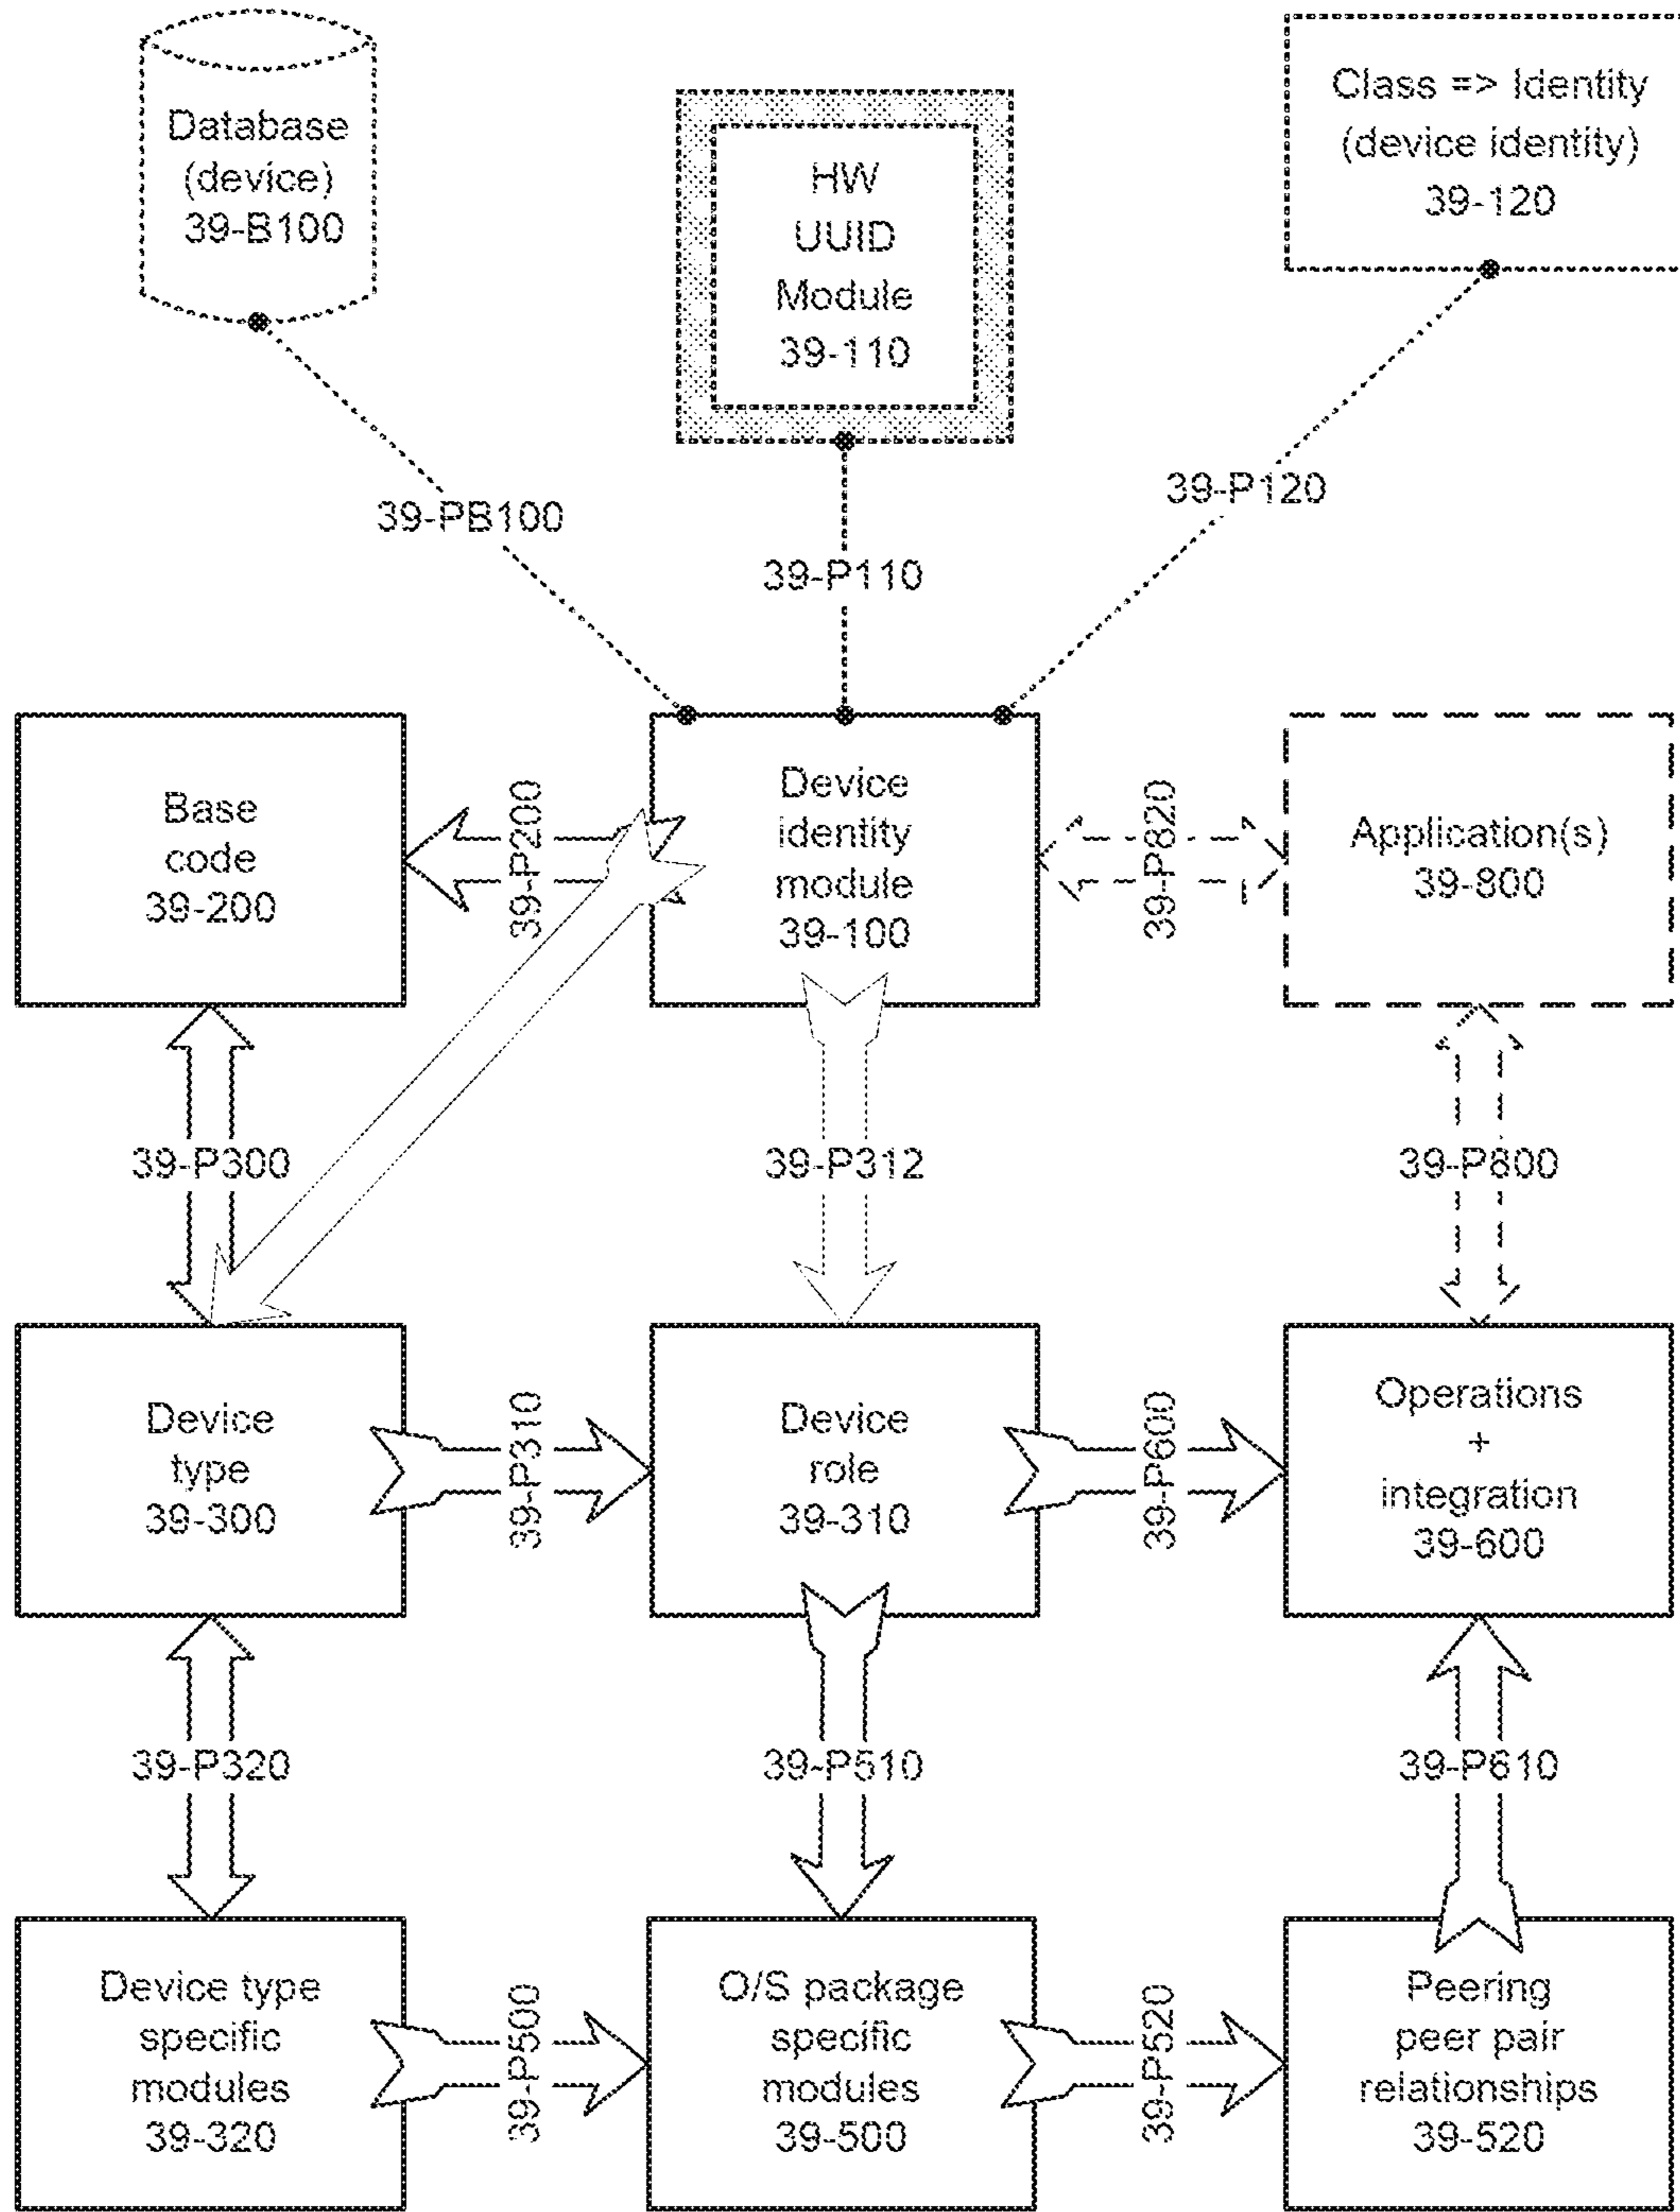 Database
(device)
39-B100
HW
UUID
Module
39-110
Class => Identity
(device identity)
39-120
39-PB100
39-P110
39-P120
Base
code
39-200
39-P200
Device
identity
module
39-100
39-P820
Application(s)
39-800
39-P300
39-P312
39-P800
Device
type
39-300
39-P310
Device
role
39-310
39-P600
Operations
+
integration
39-600
39-P320
39-P510
39-P610
Device type
specific
modules
39-320
39-P500
O/S package
specific
modules
39-500
39-P520
Peering
peer pair
relationships
39-520